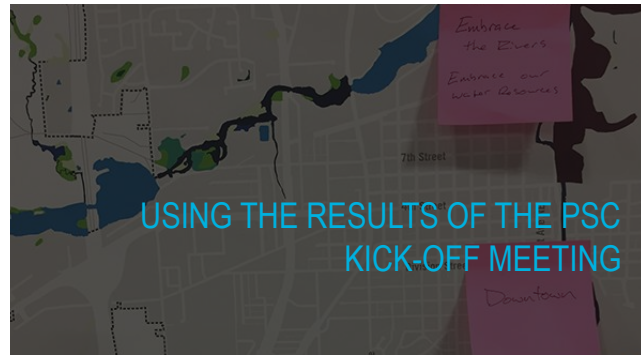 Embrace
the Rivers
Embrace our
water Resources
7th Street
USING THE RESULTS OF THE PSC
KICK-OFF MEETING
Downtown